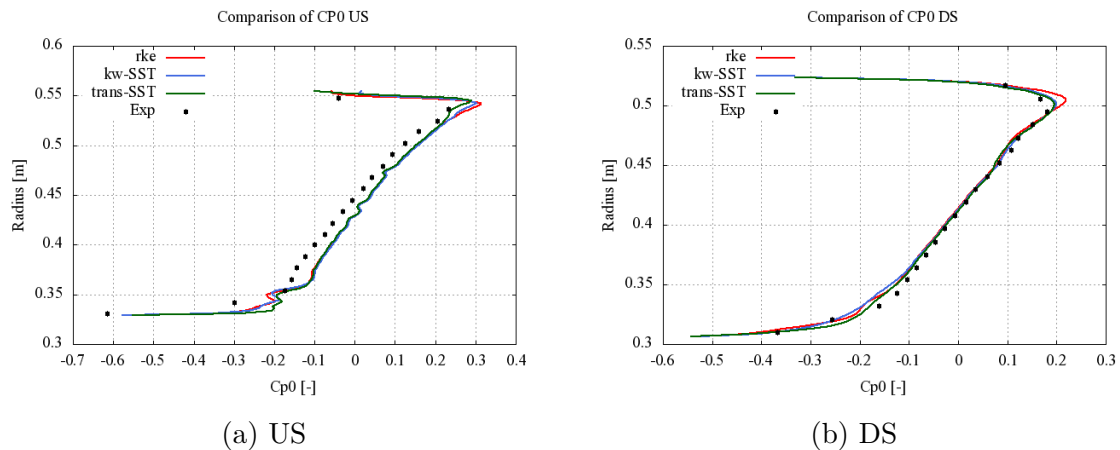 Comparison of CP0 US
0.6
0.55
0.5
0.45
0.4
0.35
0.3
Radius [m]
rke
kw-SST
trans-SST
Exp
-0.7 -0.6 -0.5 -0.4 -0.3 -0.2 -0.1 0 0.1 0.2 0.3 0.4
Cp0 [-]
(a) US
Comparison of CP0 DS
0.55
0.5
0.45
0.4
0.35
0.3
Radius [m]
rke
kw-SST
trans-SST
Exp
-0.6 -0.5 -0.4 -0.3 -0.2 -0.1 0 0.1 0.2 0.3
Cp0 [-]
(b) DS